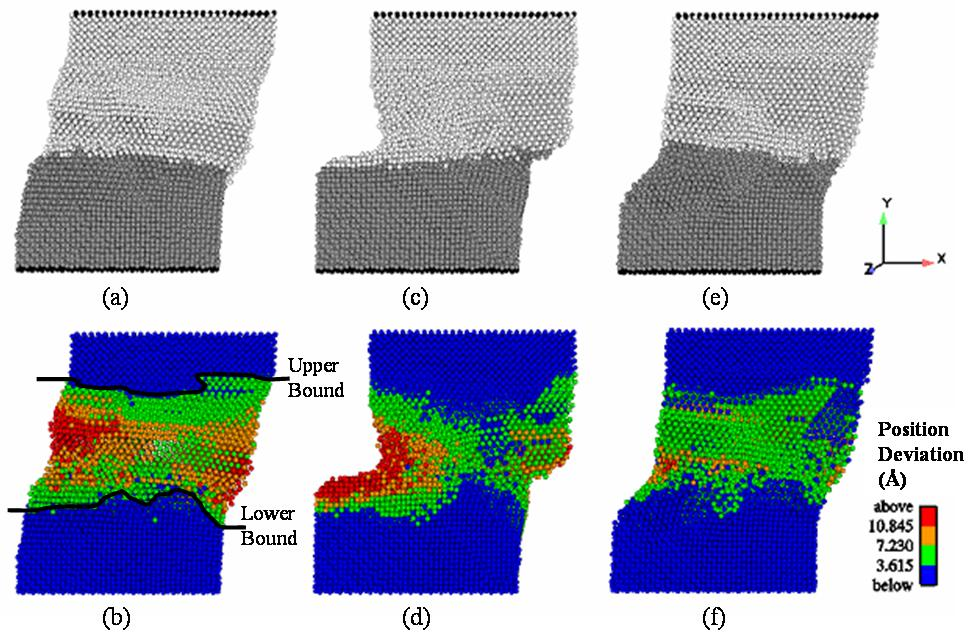 Y
X
Z
(a)
(c)
(e)
Upper
Bound
Lower
Bound
Position
Deviation
(Å)
above
10.845
7.230
3.615
below
(b)
(d)
(f)